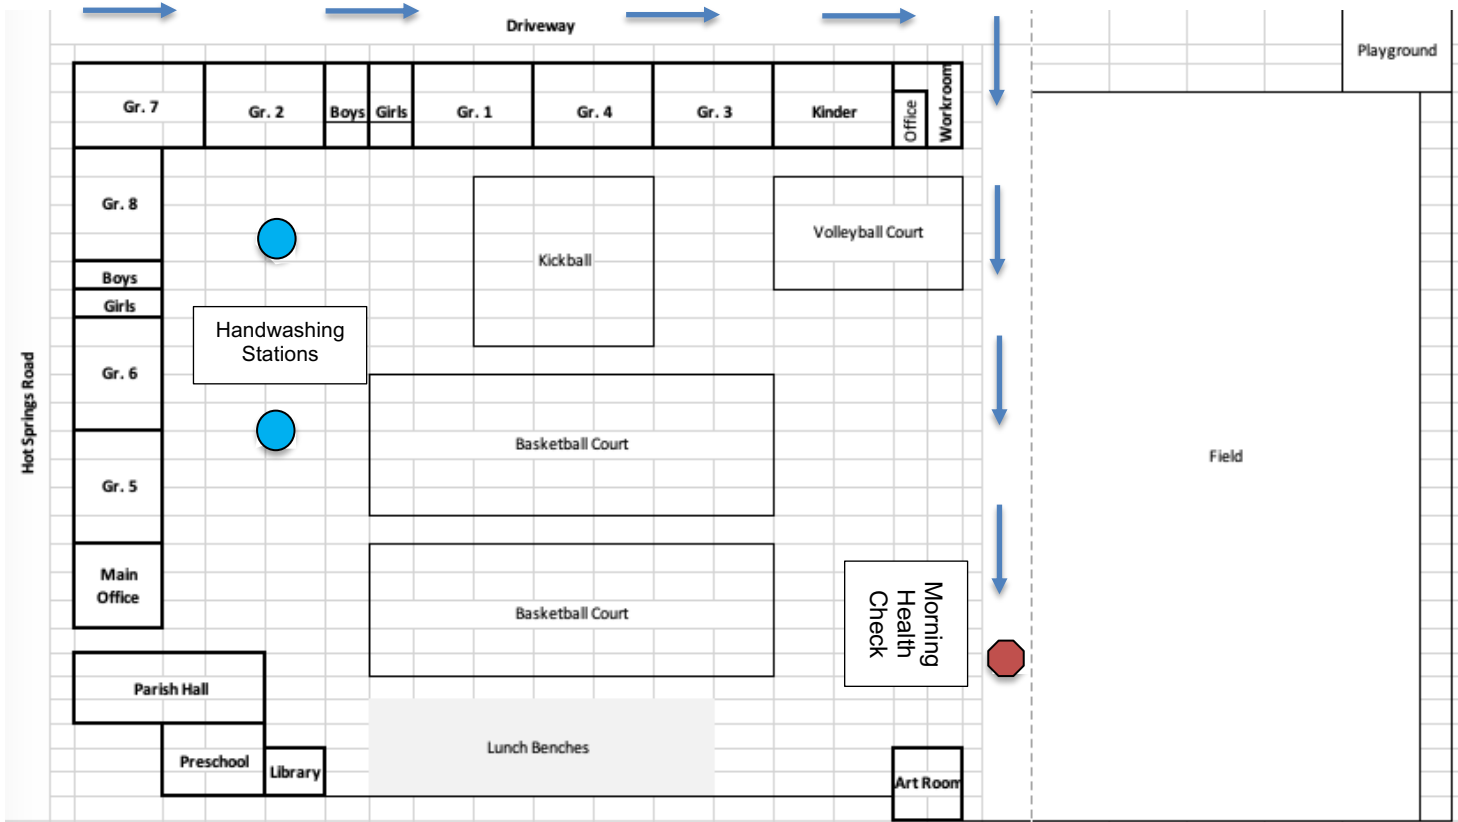 Driveway
Playground
Gr. 7
Gr. 2
Boys
Girls
Gr. 1
Gr. 4
Gr. 3
Kinder
Office
Workroom
Gr. 8
Volleyball Court
Kickball
Boys
Girls
Handwashing
Stations
Gr. 6
Hot Springs Road
Basketball Court
Field
Gr. 5
Main
Office
Basketball Court
Morning
Health
Check
Parish Hall
Lunch Benches
Preschool
Library
Art Room